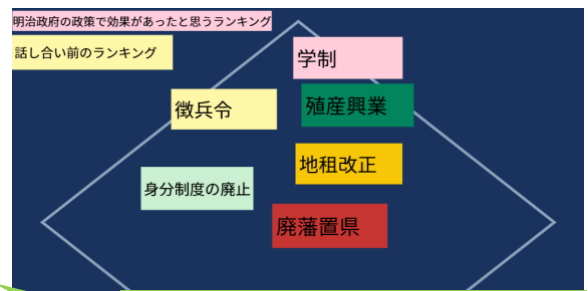 明治政府の政策で効果があったと思うランキング
話し合い前のランキング
学制
徴兵令
殖産興業
地租改正
身分制度の廃止
廃藩置県